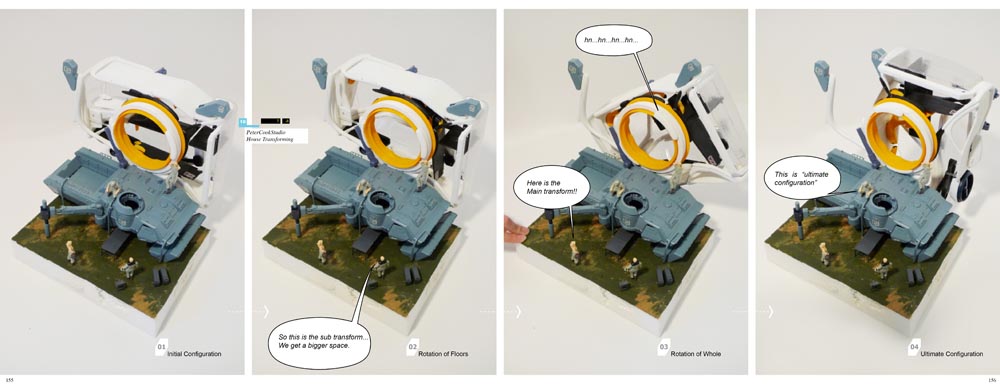 01 Initial Configuration
PeterCookStudio
House Transforming
So this is the sub transform...
We get a bigger space.
02 Rotation of Floors
hn...hn...hn...hn...
Here is the
Main transform!!
03 Rotation of Whole
This is "ultimate
configuration"
04 Ultimate Configuration
155
156